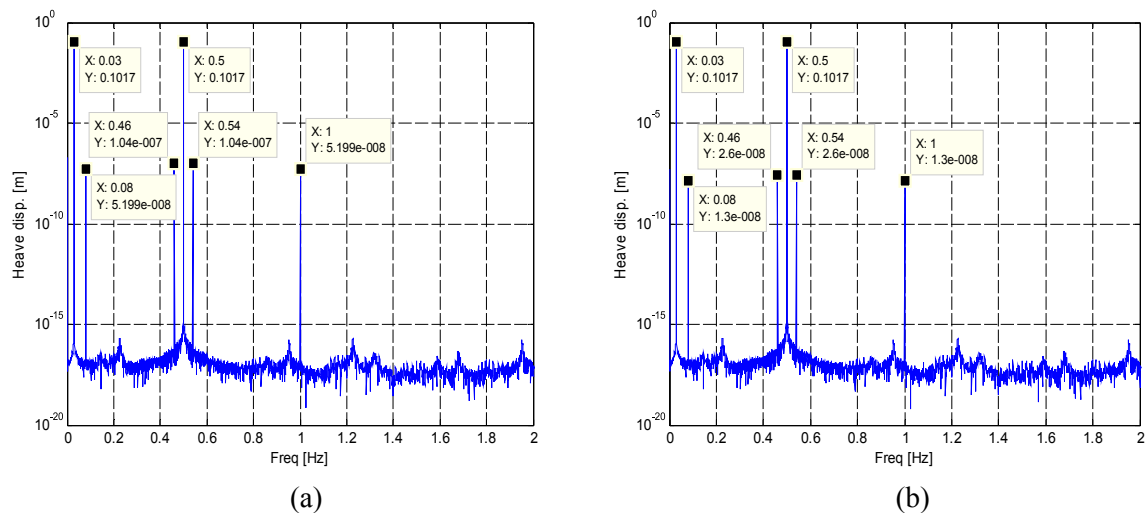 10^0
10^-5
10^-10
10^-15
10^-20
Heave disp. [m]
X: 0.03
Y: 0.1017
X: 0.5
Y: 0.1017
X: 0.46
Y: 1.04e-007
X: 0.54
Y: 1.04e-007
X: 1
Y: 5.199e-008
X: 0.08
Y: 5.199e-008
0 0.2 0.4 0.6 0.8 1 1.2 1.4 1.6 1.8 2
Freq [Hz]
(a)
10^0
10^-5
10^-10
10^-15
10^-20
Heave disp. [m]
X: 0.03
Y: 0.1017
X: 0.5
Y: 0.1017
X: 0.46
Y: 2.6e-008
X: 0.54
Y: 2.6e-008
X: 1
Y: 1.3e-008
X: 0.08
Y: 1.3e-008
0 0.2 0.4 0.6 0.8 1 1.2 1.4 1.6 1.8 2
Freq [Hz]
(b)